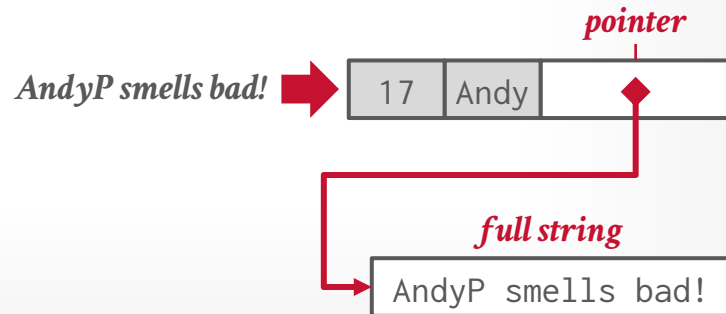 pointer
AndyP smells bad! 17 Andy
full string
AndyP smells bad!